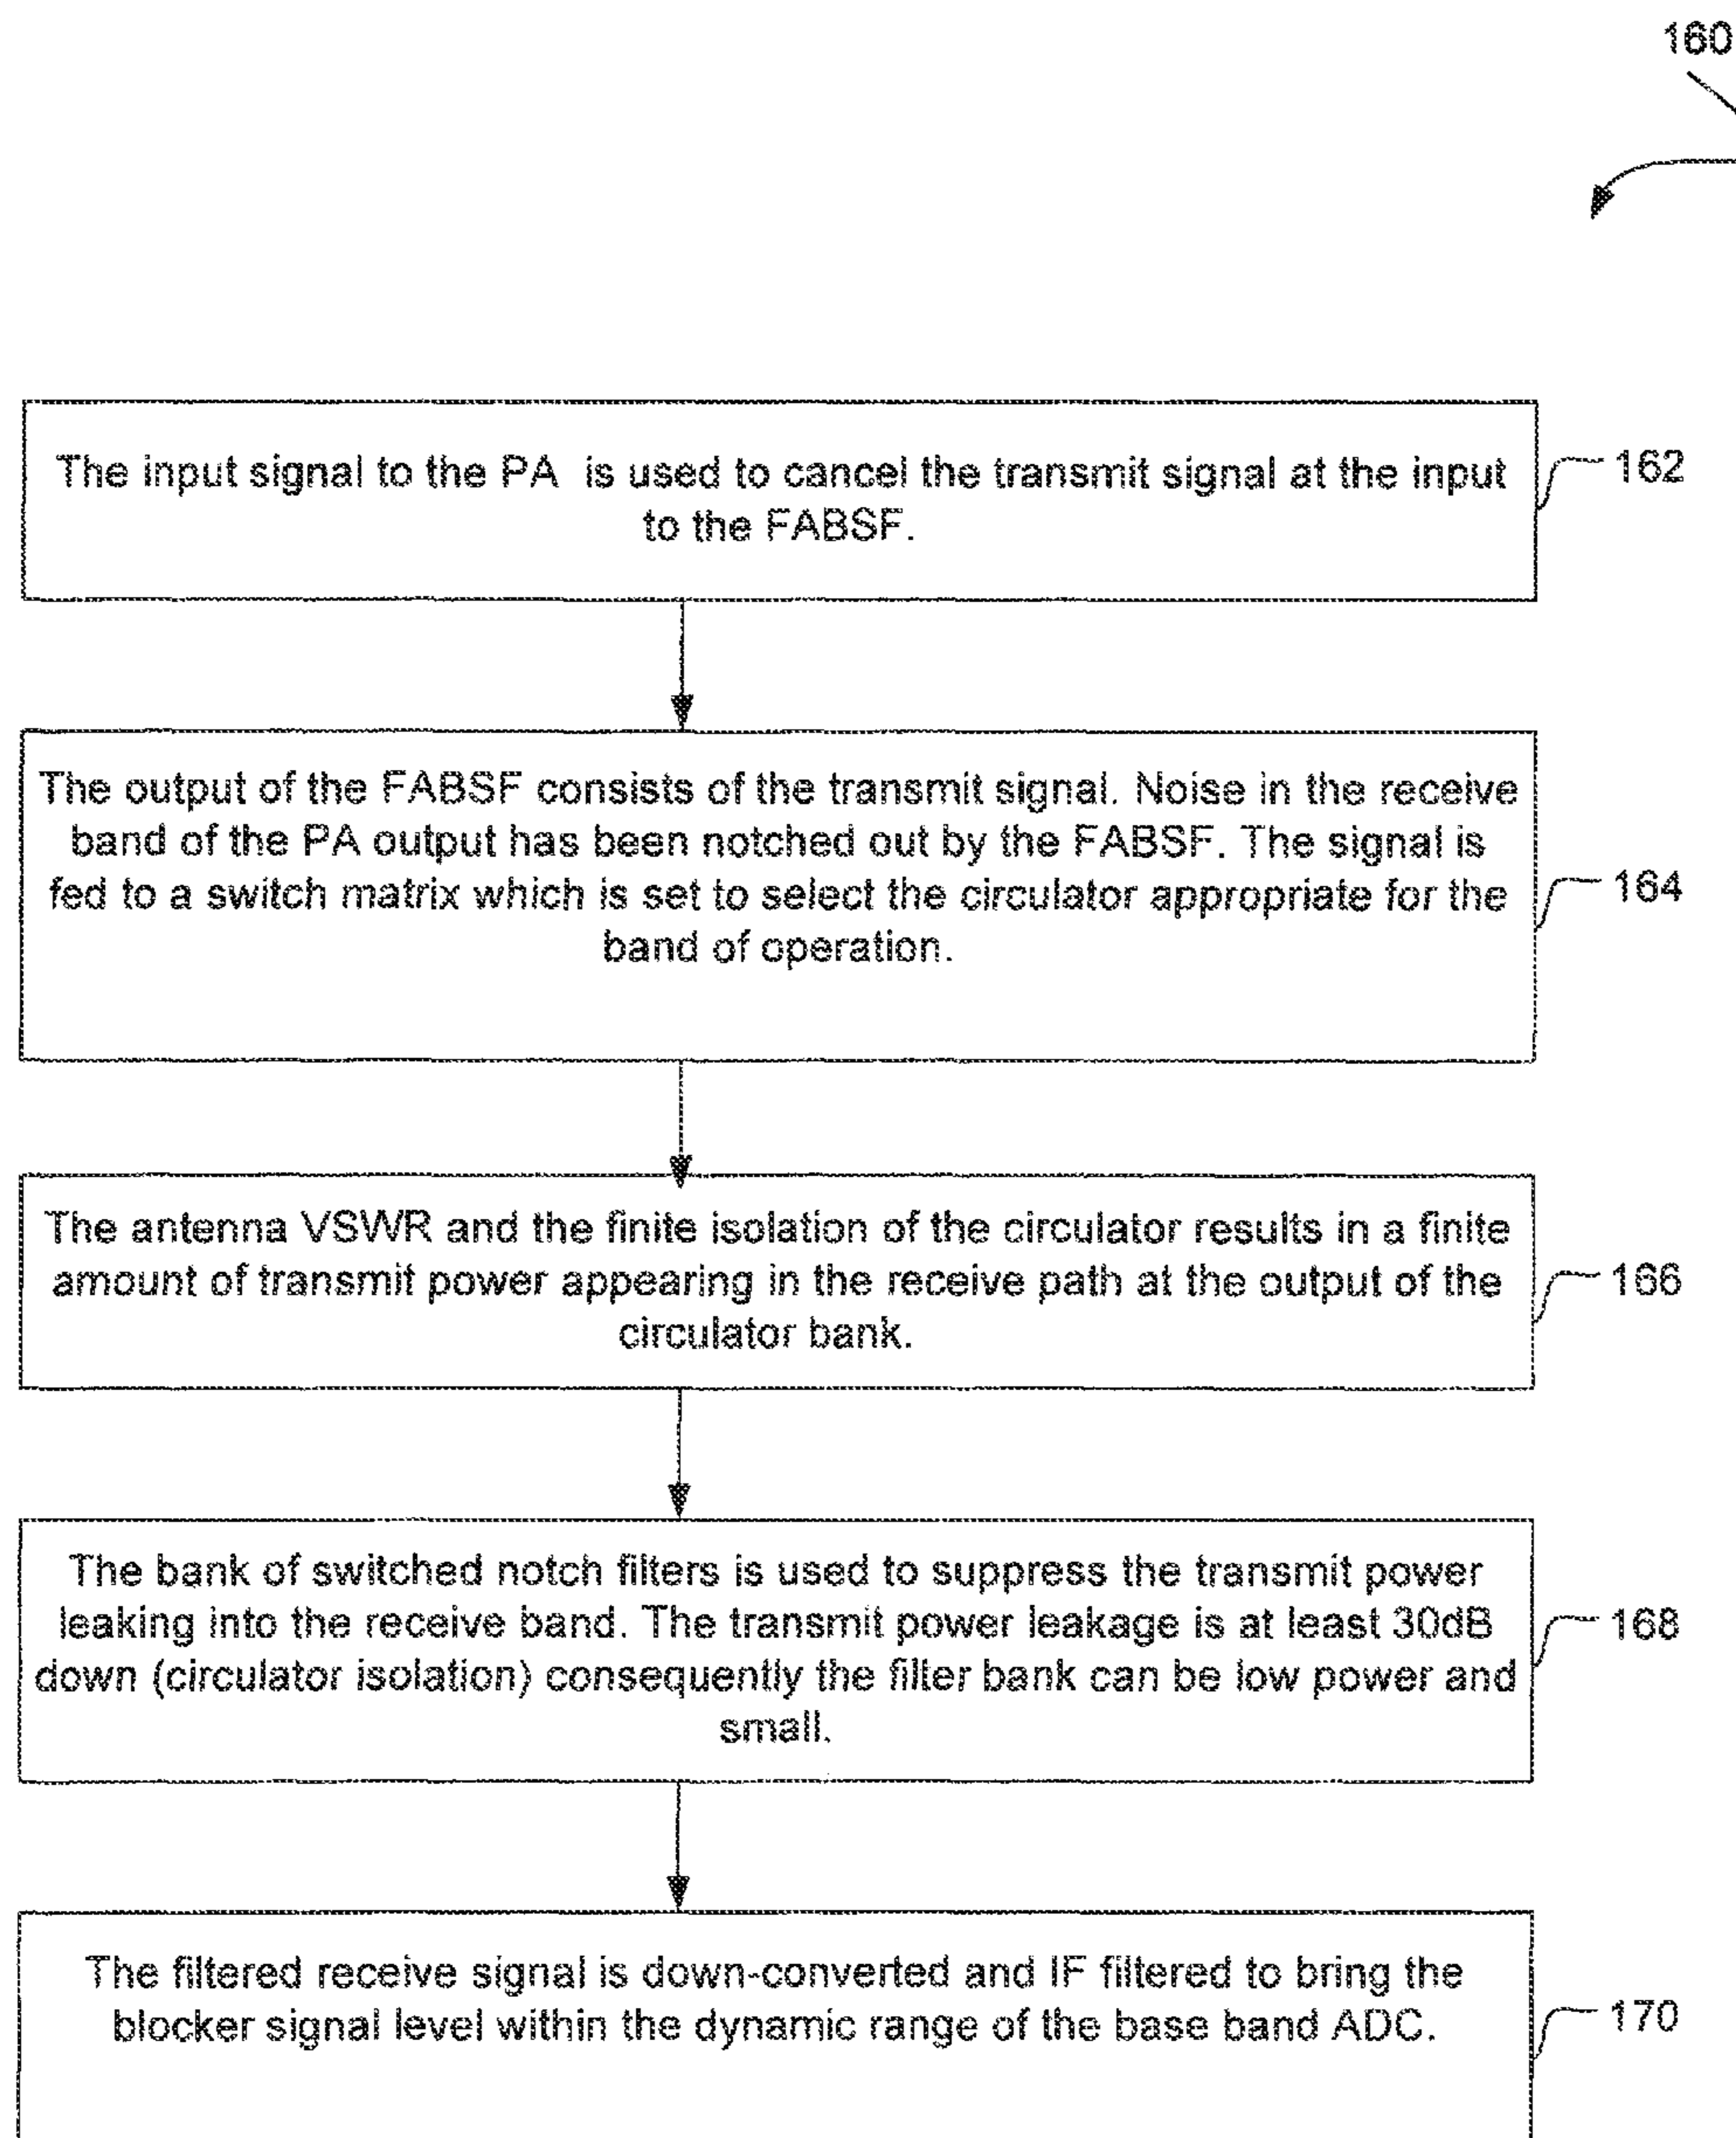 160
The input signal to the PA is used to cancel the transmit signal at the input
to the FABSF.
162
The output of the FABSF consists of the transmit signal. Noise in the receive
band of the PA output has been notched out by the FABSF. The signal is
fed to a switch matrix which is set to select the circulator appropriate for the
band of operation.
164
The antenna VSWR and the finite isolation of the circulator results in a finite
amount of transmit power appearing in the receive path at the output of the
circulator bank.
166
The bank of switched notch filters is used to suppress the transmit power
leaking into the receive band. The transmit power leakage is at least 30dB
down (circulator isolation) consequently the filter bank can be low power and
small.
168
The filtered receive signal is down-converted and IF filtered to bring the
blocker signal level within the dynamic range of the base band ADC.
170